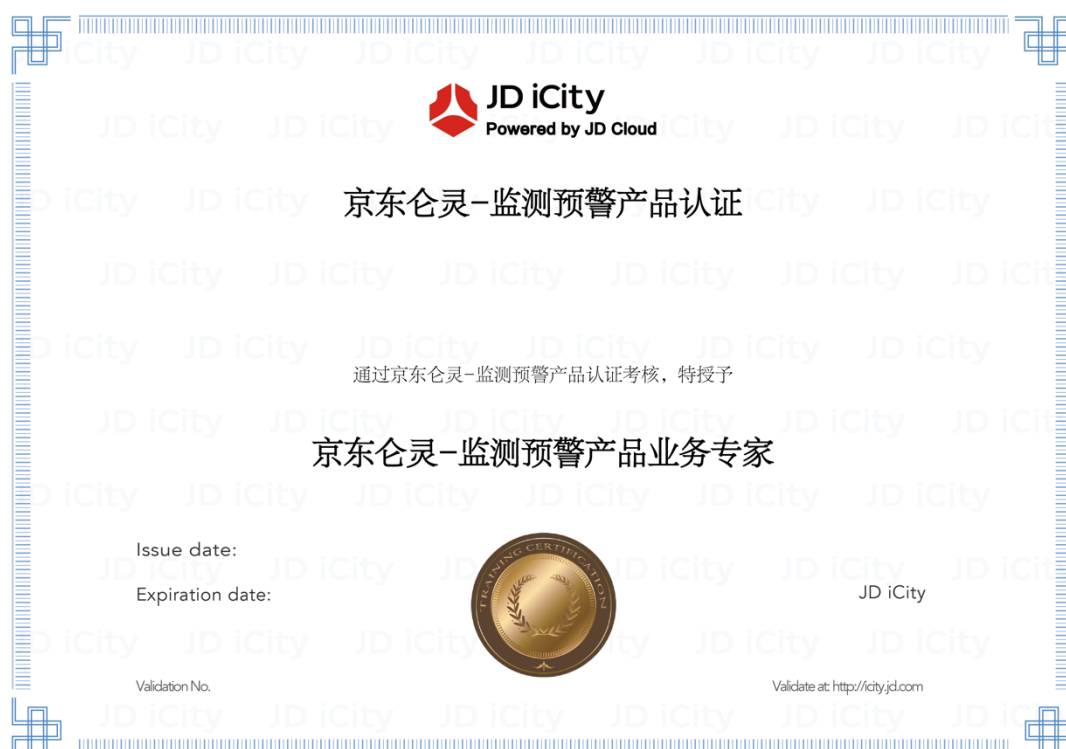 JD iCity
Powered by JD Cloud
京东仑灵-监测预警产品认证
通过京东仑灵-监测预警产品认证考核，特授予
京东仑灵-监测预警产品业务专家
Issue date:
TRAINING CERTIFICATION
Expiration date:
JD iCity
Validation No.
Validate at: http://icity.jd.com